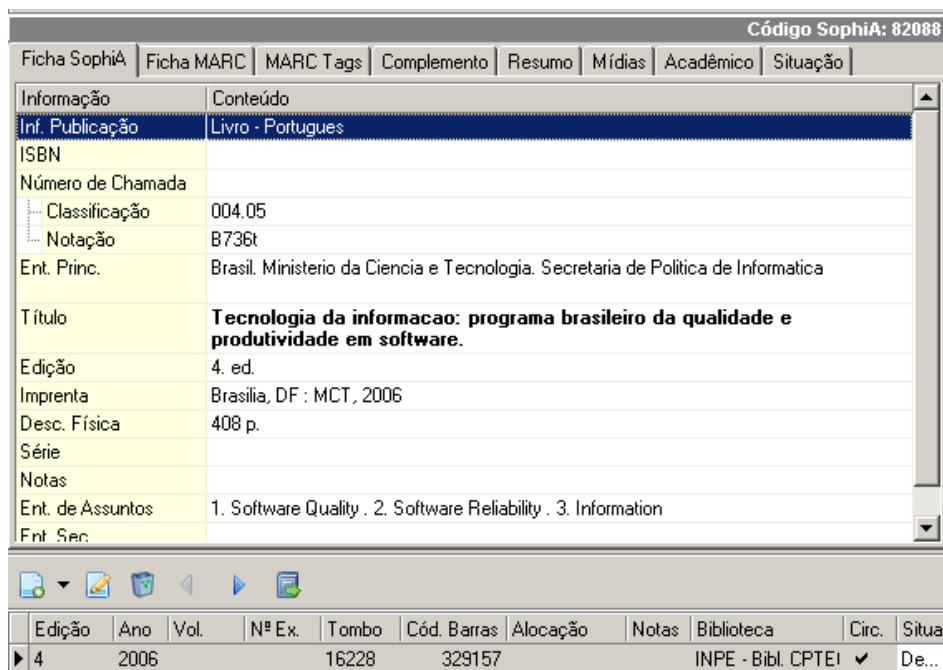 Código SophiA: 82088
Ficha SophiA Ficha MARC MARC Tags Complemento Resumo Mídias Acadêmico Situação
Informação Conteúdo
Inf. Publicação Livro - Portugues
ISBN
Número de Chamada
Classificação 004.05
Notação B736t
Ent. Princ. Brasil. Ministerio da Ciencia e Tecnologia. Secretaria de Politica de Informatica
Título Tecnologia da informacao: programa brasileiro da qualidade e
produtividade em software.
Edição 4. ed.
Imprenta Brasilia, DF : MCT, 2006
Desc. Física 408 p.
Série
Notas
Ent. de Assuntos 1. Software Quality . 2. Software Reliability . 3. Information
Ent. Sec.
Edição Ano Vol. Nº Ex. Tombo Cód. Barras Alocação Notas Biblioteca Circ. Situa
4 2006 16228 329157 INPE - Bibl. CPTE De...